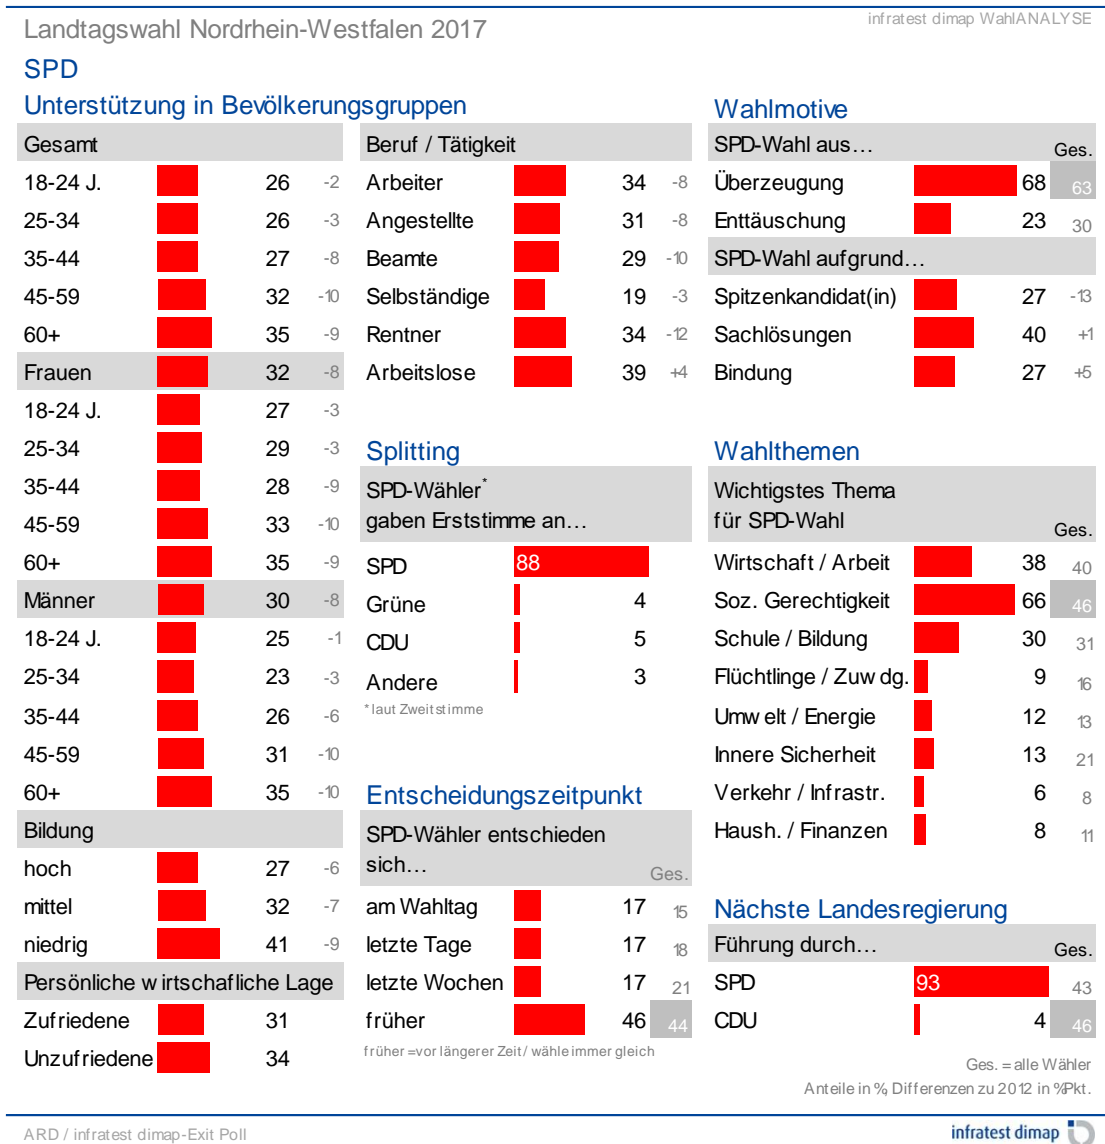 Landtagswahl Nordrhein-Westfalen 2017
infratest dimap WahlANALYSE
SPD
Unterstützung in Bevölkerungsgruppen
Gesamt
18-24 J. 26 -2
25-34 26 -3
35-44 27 -8
45-59 32 -10
60+ 35 -9
Frauen 32 -8
18-24 J. 27 -3
25-34 29 -3
35-44 28 -9
45-59 33 -10
60+ 35 -9
Männer 30 -8
18-24 J. 25 -1
25-34 23 -3
35-44 26 -6
45-59 31 -10
60+ 35 -10
Bildung
hoch 27 -6
mittel 32 -7
niedrig 41 -9
Persönliche wirtschafliche Lage
Zufriedene 31
Unzufriedene 34
Beruf / Tätigkeit
Arbeiter 34 -8
Angestellte 31 -8
Beamte 29 -10
Selbständige 19 -3
Rentner 34 -12
Arbeitslose 39 +4
Splitting
SPD-Wähler*
gaben Erststimme an…
SPD 88
Grüne 4
CDU 5
Andere 3
* laut Zweitstimme
Entscheidungszeitpunkt
SPD-Wähler entschieden
sich… Ges.
am Wahltag 17 15
letzte Tage 17 18
letzte Wochen 17 21
früher 46 44
früher = vor längerer Zeit / wähle immer gleich
Wahlmotive
SPD-Wahl aus… Ges.
Überzeugung 68 63
Enttäuschung 23 30
SPD-Wahl aufgrund…
Spitzenkandidat(in) 27 -13
Sachlösungen 40 +1
Bindung 27 +5
Wahlthemen
Wichtigstes Thema
für SPD-Wahl Ges.
Wirtschaft / Arbeit 38 40
Soz. Gerechtigkeit 66 46
Schule / Bildung 30 31
Flüchtlinge / Zuwdg. 9 16
Umwelt / Energie 12 13
Innere Sicherheit 13 21
Verkehr / Infrastr. 6 8
Haush. / Finanzen 8 11
Nächste Landesregierung
Führung durch… Ges.
SPD 93 43
CDU 4 46
Ges. = alle Wähler
Anteile in %, Differenzen zu 2012 in %Pkt.
ARD / infratest dimap-Exit Poll
infratest dimap